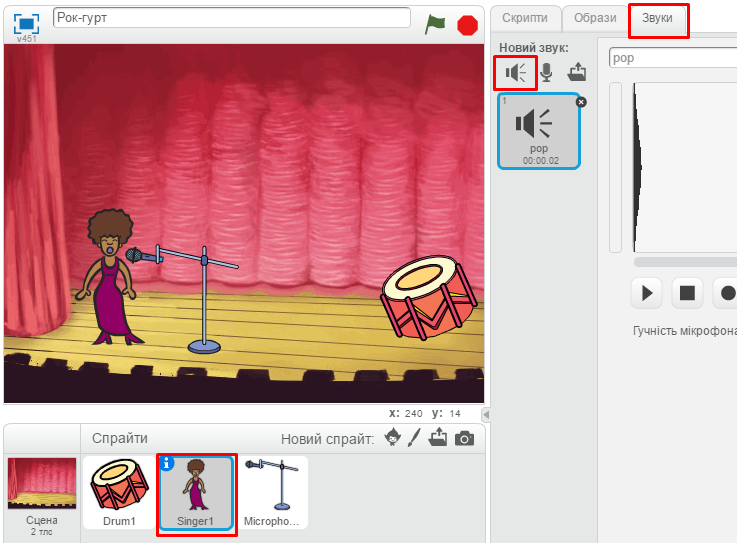 Рок-гурт
v451
Скрипти
Образи
Звуки
Новий звук:
1
pop
00:00.02
pop
Гучність мікрофона
x: 240 y: 14
Спрайти
Новий спрайт:
Сцена
2 тлс
Drum1
Singer1
Micropho...